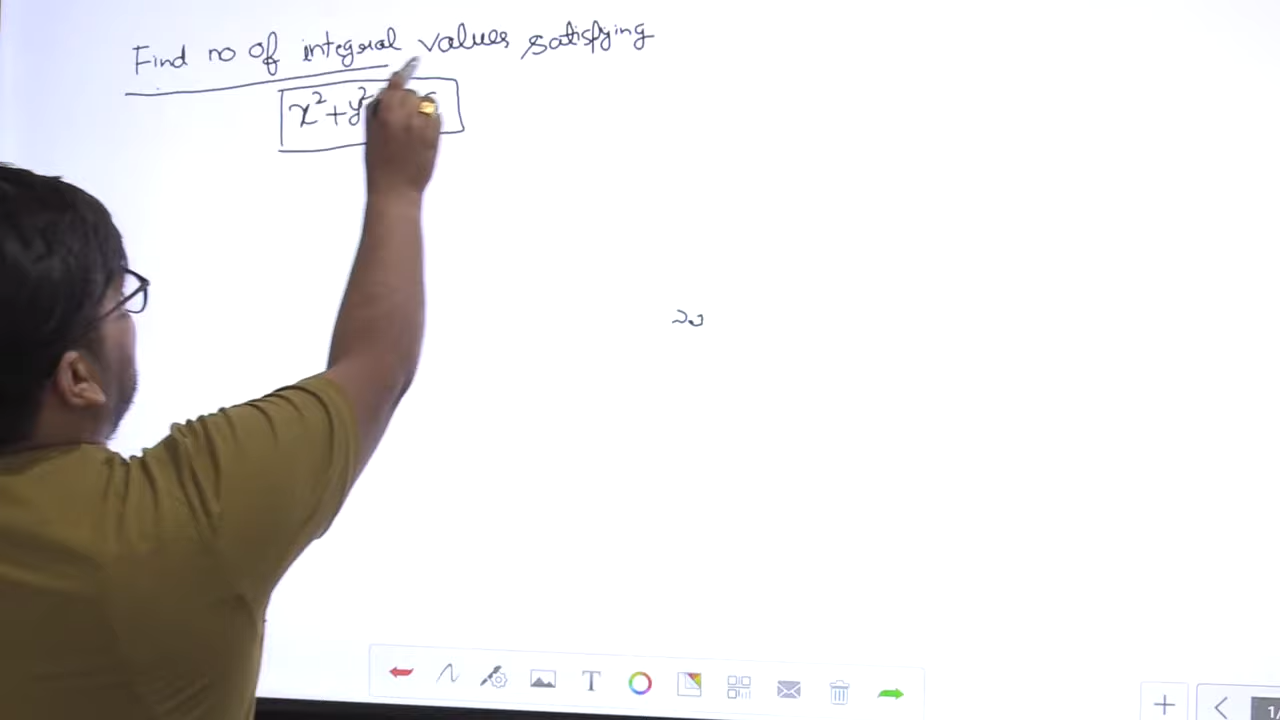 Find no of integral values satisfying
x²+y²